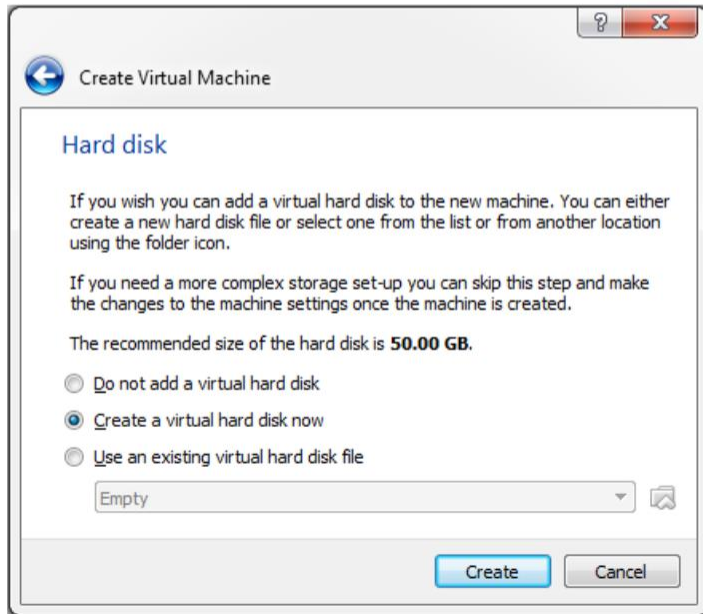 Create Virtual Machine
Hard disk
If you wish you can add a virtual hard disk to the new machine. You can either
create a new hard disk file or select one from the list or from another location
using the folder icon.
If you need a more complex storage set-up you can skip this step and make
the changes to the machine settings once the machine is created.
The recommended size of the hard disk is 50.00 GB.
Do not add a virtual hard disk
Create a virtual hard disk now
Use an existing virtual hard disk file
Empty
Create Cancel